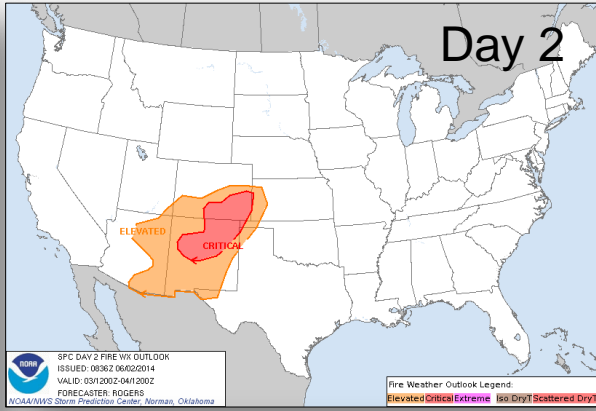 Day 2
ELEVATED
CRITICAL
NOAA
SPC DAY 2 FIRE WX OUTLOOK
ISSUED: 0836Z 06/02/2014
VALID: 03/1200Z-04/1200Z
FORECASTER: ROGERS
NOAA/NWS Storm Prediction Center, Norman, Oklahoma
Fire Weather Outlook Legend:
Elevated Critical Extreme Iso DryT Scattered DryT